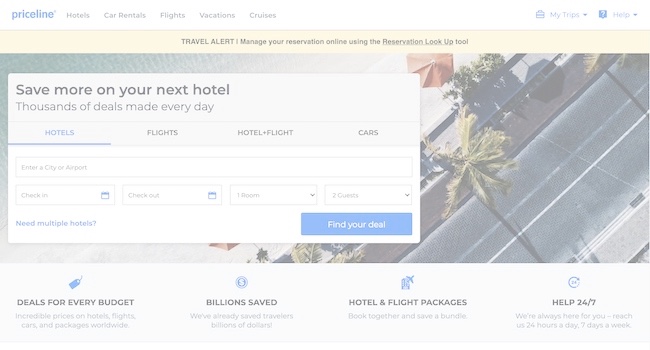 priceline® Hotels Car Rentals Flights Vacations Cruises My Trips Help
TRAVEL ALERT | Manage your reservation online using the Reservation Look Up tool
Save more on your next hotel
Thousands of deals made every day
HOTELS FLIGHTS HOTEL+FLIGHT CARS
Enter a City or Airport
Check in Check out 1 Room 2 Guests
Need multiple hotels? Find your deal
DEALS FOR EVERY BUDGET
Incredible prices on hotels, flights,
cars, and packages worldwide.
BILLIONS SAVED
We've already saved travelers
billions of dollars!
HOTEL & FLIGHT PACKAGES
Book together and save a bundle.
HELP 24/7
We're always here for you – reach
us 24 hours a day, 7 days a week.